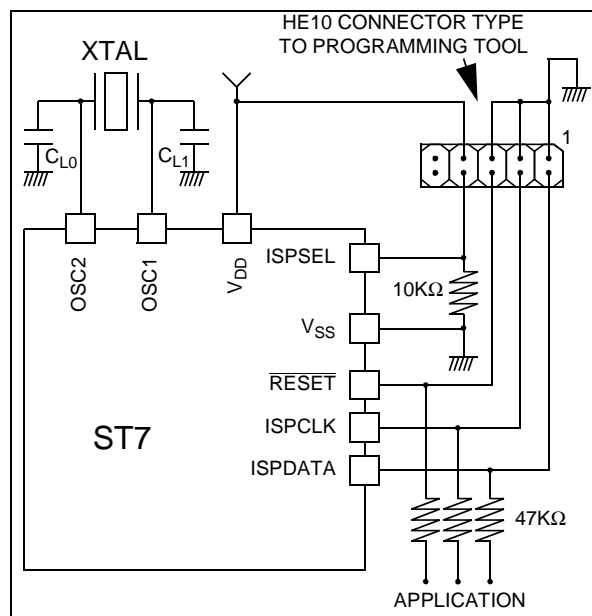 HE10 CONNECTOR TYPE
TO PROGRAMMING TOOL
XTAL
1
CL0
CL1
OSC2
OSC1
VDD
ISPSEL
10KΩ
VSS
RESET
ST7
ISPCLK
ISPDATA
47KΩ
APPLICATION